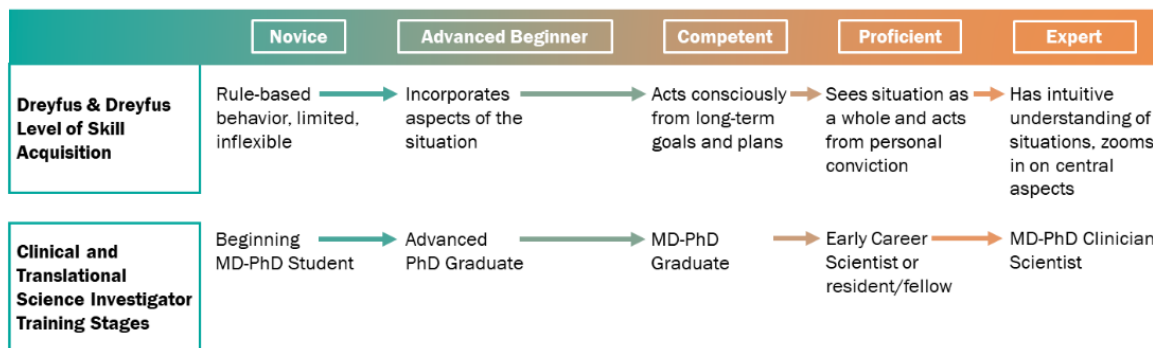 Novice
Advanced Beginner
Competent
Proficient
Expert
Dreyfus & Dreyfus
Level of Skill
Acquisition
Rule-based
behavior, limited,
inflexible
Incorporates
aspects of the
situation
Acts consciously
from long-term
goals and plans
Sees situation as
a whole and acts
from personal
conviction
Has intuitive
understanding of
situations, zooms
in on central
aspects
Clinical and
Translational
Science Investigator
Training Stages
Beginning
MD-PhD Student
Advanced
PhD Graduate
MD-PhD
Graduate
Early Career
Scientist or
resident/fellow
MD-PhD Clinician
Scientist